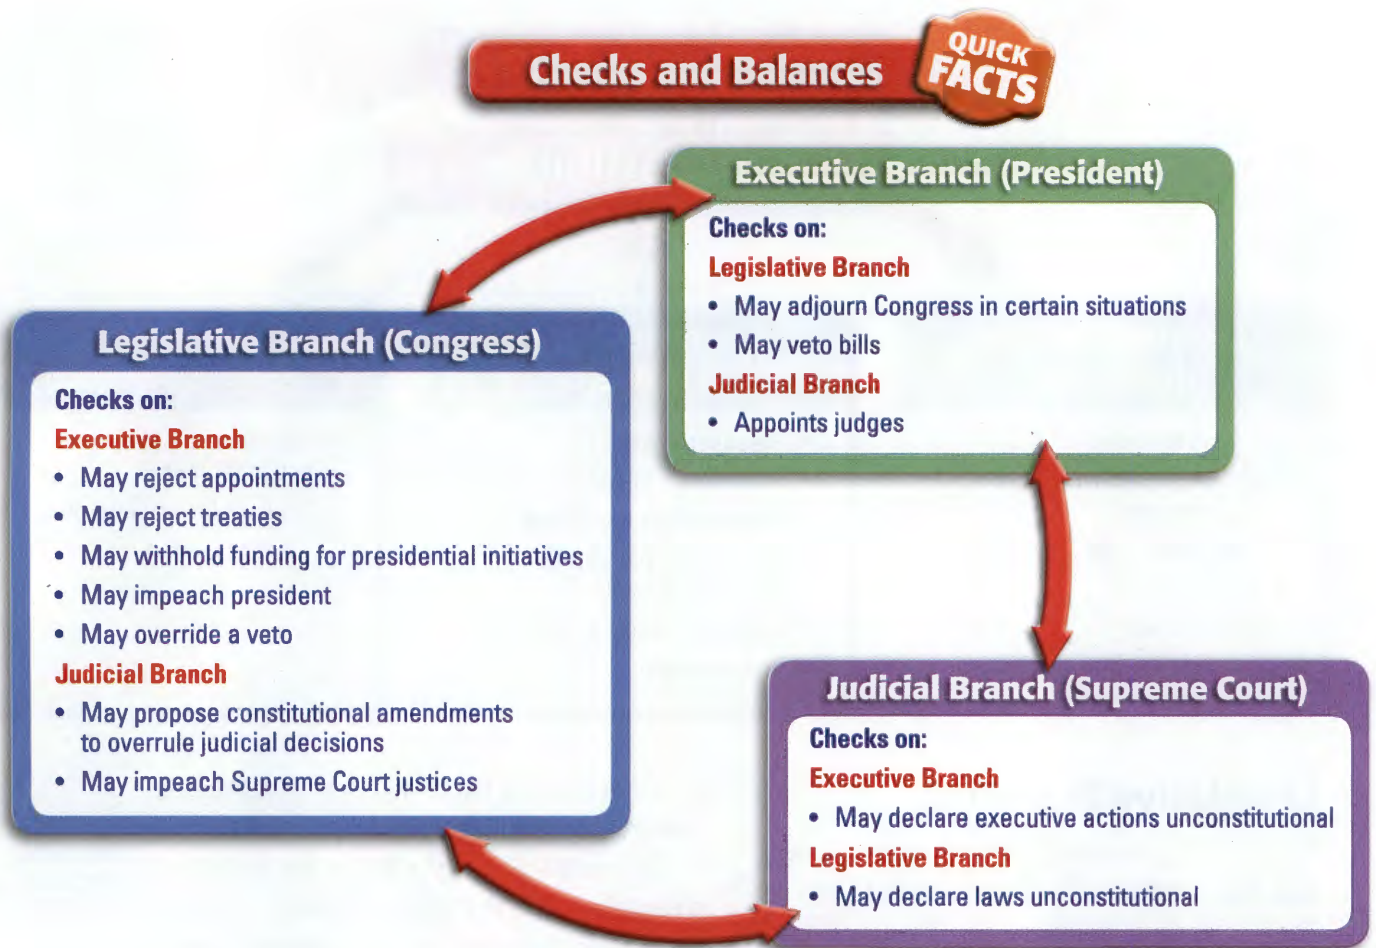 Checks and Balances
QUICK
FACTS
Executive Branch (President)
Checks on:
Legislative Branch
• May adjourn Congress in certain situations
• May veto bills
Judicial Branch
• Appoints judges
Legislative Branch (Congress)
Checks on:
Executive Branch
• May reject appointments
• May reject treaties
• May withhold funding for presidential initiatives
• May impeach president
• May override a veto
Judicial Branch
• May propose constitutional amendments
to overrule judicial decisions
• May impeach Supreme Court justices
Judicial Branch (Supreme Court)
Checks on:
Executive Branch
• May declare executive actions unconstitutional
Legislative Branch
• May declare laws unconstitutional